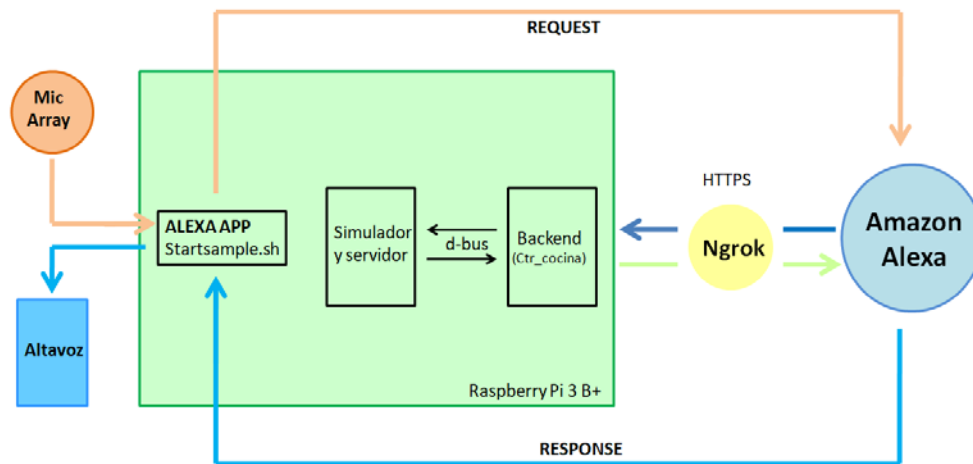 REQUEST
Mic
Array
HTTPS
ALEXA APP
Startsample.sh
Simulador
y servidor
d-bus
Backend
(Ctr_cocina)
Ngrok
Amazon
Alexa
Altavoz
Raspberry Pi 3 B+
RESPONSE